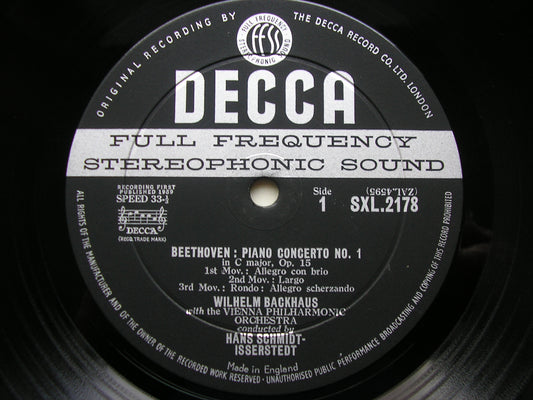 ORIGINAL RECORDING BY THE DECCA RECORD CO. LTD., LONDON
FULL FREQUENCY
FFSS
STEREOPHONIC SOUND
DECCA
FULL FREQUENCY
STEREOPHONIC SOUND
RECORDING FIRST
PUBLISHED 1959
SPEED 33⅓
DECCA
(REGD. TRADE MARK)
Side
1
(ZAL.4595)
SXL.2178
BEETHOVEN : PIANO CONCERTO NO. 1
in C major, Op. 15
1st Mov.: Allegro con brio
2nd Mov.: Largo
3rd Mov.: Rondo: Allegro scherzando
WILHELM BACKHAUS
with the VIENNA PHILHARMONIC
ORCHESTRA
conducted by
HANS SCHMIDT-
ISSERSTEDT
Made in England
ALL RIGHTS OF THE MANUFACTURER AND OF THE OWNER OF THE RECORDED WORK RESERVED · UNAUTHORISED PUBLIC PERFORMANCE BROADCASTING AND COPYING OF THIS RECORD PROHIBITED